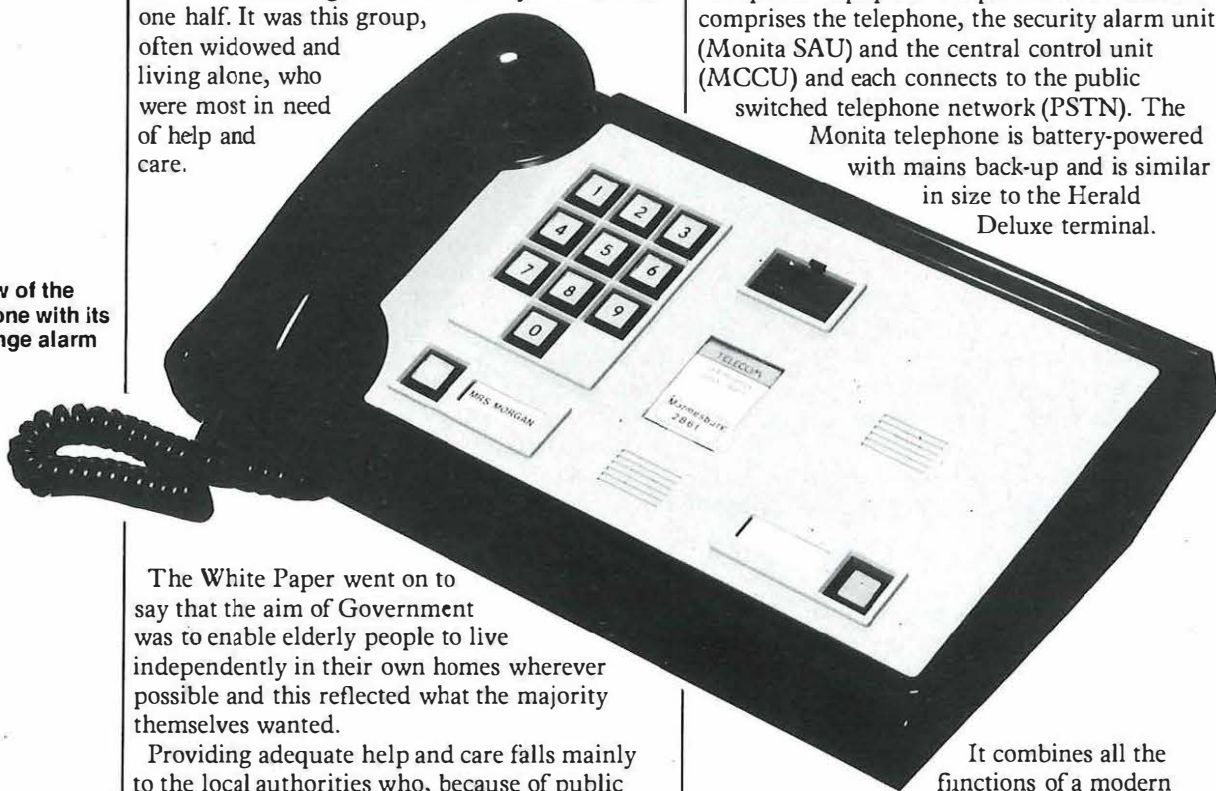 one half. It was this group,
often widowed and
living alone, who
were most in need
of help and
care.
w of the
one with its
nge alarm
The White Paper went on to
say that the aim of Government
was to enable elderly people to live
independently in their own homes wherever
possible and this reflected what the majority
themselves wanted.
Providing adequate help and care falls mainly
to the local authorities who, because of public
comprises the telephone, the security alarm unit
(Monita SAU) and the central control unit
(MCCU) and each connects to the public
switched telephone network (PSTN). The
Monita telephone is battery-powered
with mains back-up and is similar
in size to the Herald
Deluxe terminal.
1 2 3
4 5 6
7 8 9
0
MRS MORGAN
TELECOM
Malmesbury
2861
It combines all the
functions of a modern